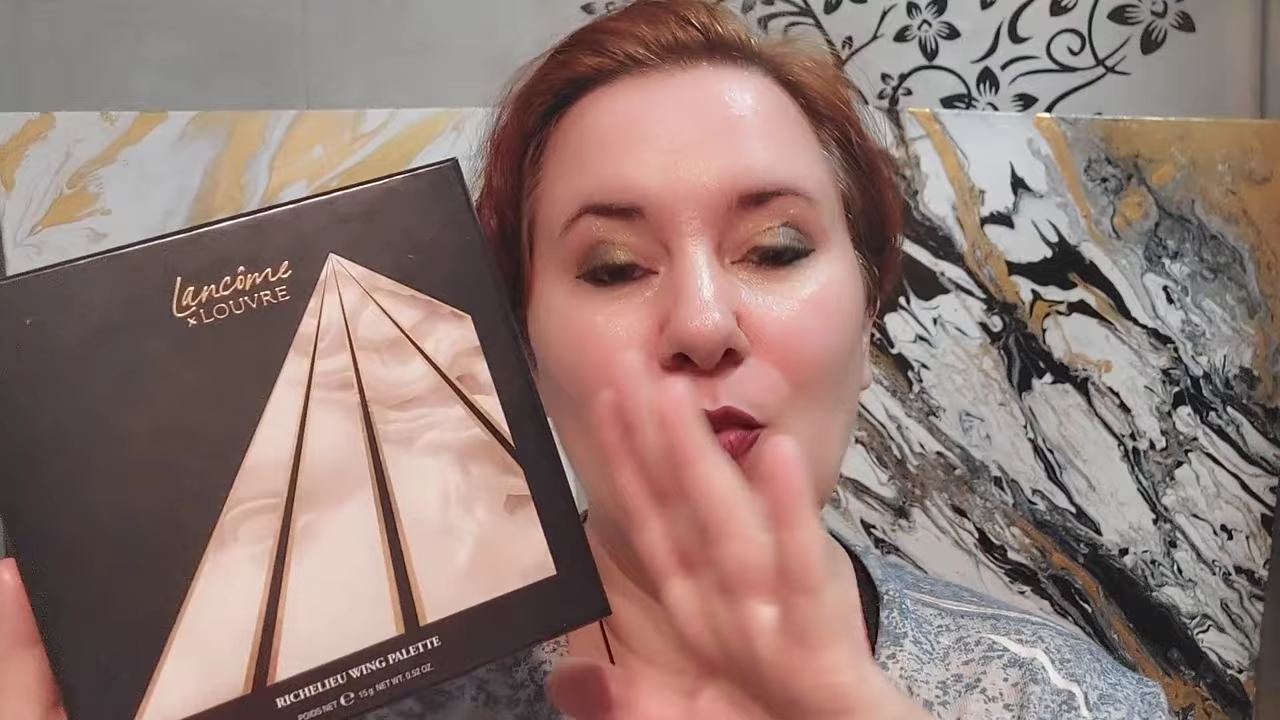 Lancôme
×LOUVRE
RICHELIEU WING PALETTE
POIDS NET ℮ 15 g NET WT. 0.52 OZ.